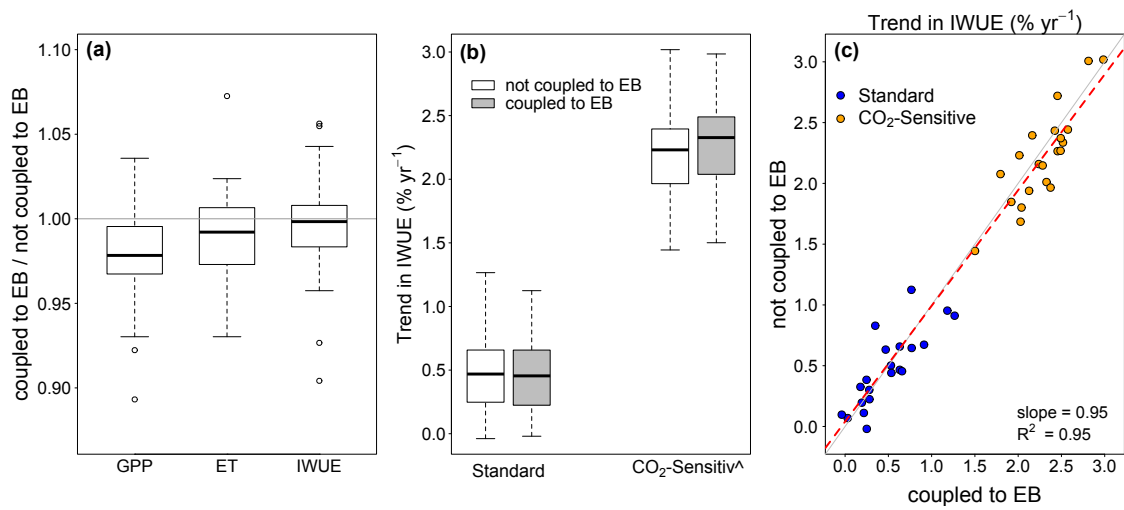 (a)
coupled to EB / not coupled to EB
1.10
1.05
1.00
0.95
0.90
GPP ET IWUE
(b)
Trend in IWUE (% yr⁻¹)
3.0
2.5
2.0
1.5
1.0
0.5
0.0
not coupled to EB
coupled to EB
Standard CO₂-Sensitiv^
Trend in IWUE (% yr⁻¹)
(c)
not coupled to EB
3.0
2.5
2.0
1.5
1.0
0.5
0.0
Standard
CO₂-Sensitive
slope = 0.95
R² = 0.95
0.0 0.5 1.0 1.5 2.0 2.5 3.0
coupled to EB